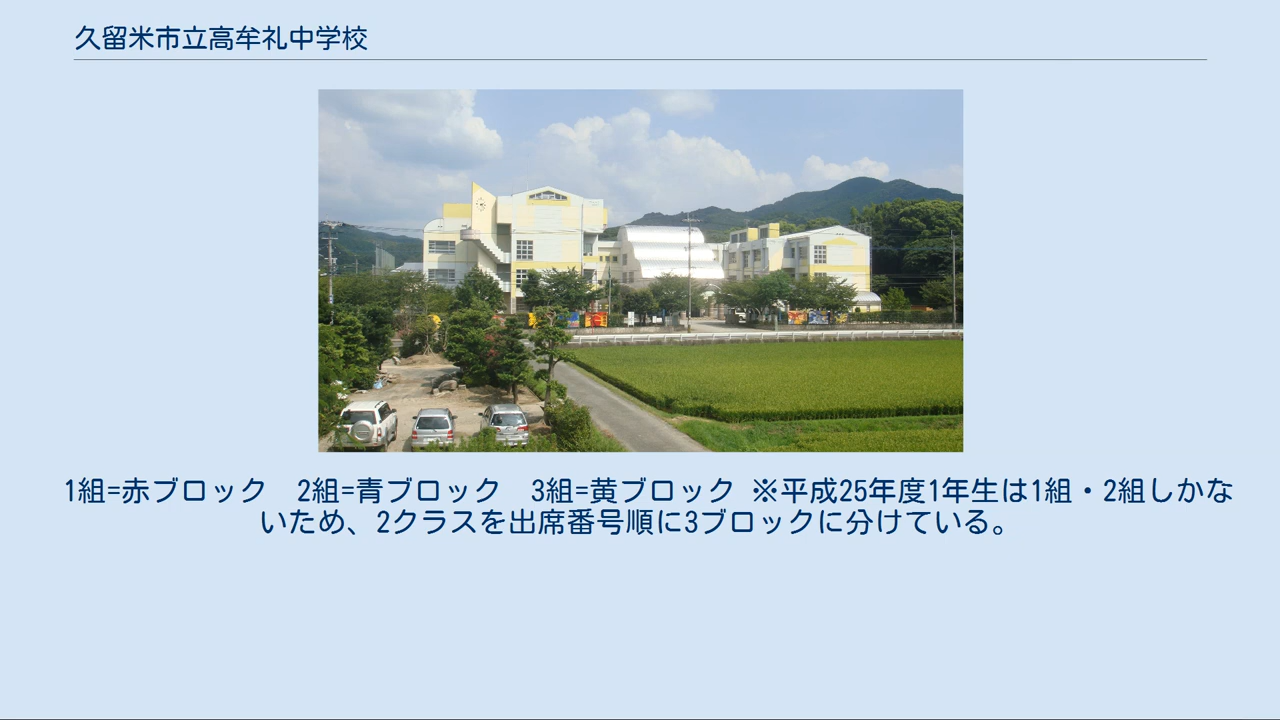 久留米市立高牟礼中学校
1組=赤ブロック　2組=青ブロック　3組=黄ブロック ※平成25年度1年生は1組・2組しかな
いため、2クラスを出席番号順に3ブロックに分けている。